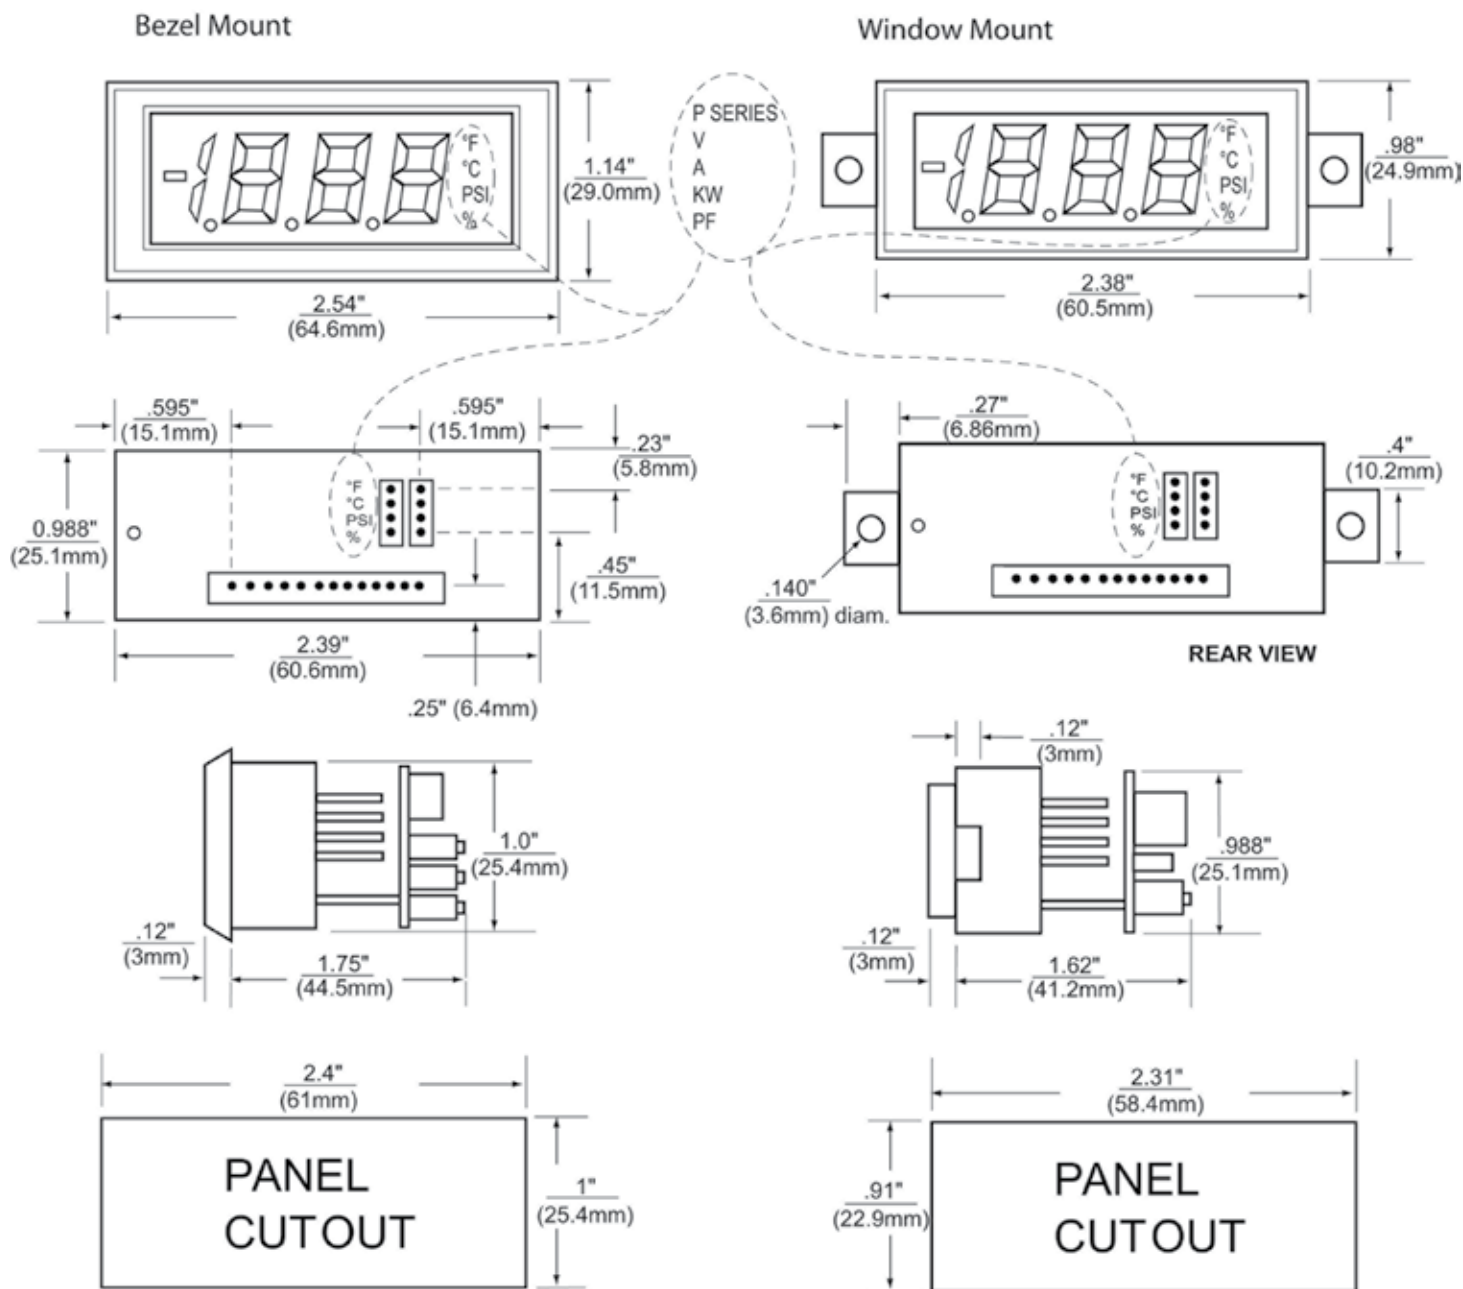 Bezel Mount
Window Mount
P SERIES
V
A
KW
PF
-1888
°F
°C
PSI
%
1.14"
(29.0mm)
2.54"
(64.6mm)
-1.8.8.8
°F
°C
PSI
%
.98"
(24.9mm)
2.38"
(60.5mm)
.595"
(15.1mm)
.595"
(15.1mm)
.23"
(5.8mm)
°F
°C
PSI
%
0.988"
(25.1mm)
.45"
(11.5mm)
2.39"
(60.6mm)
.25" (6.4mm)
.27"
(6.86mm)
.4"
(10.2mm)
°F
°C
PSI
%
.140"
(3.6mm) diam.
REAR VIEW
1.0"
(25.4mm)
.12"
(3mm)
1.75"
(44.5mm)
.12"
(3mm)
.988"
(25.1mm)
.12"
(3mm)
1.62"
(41.2mm)
2.4"
(61mm)
PANEL
CUTOUT
1"
(25.4mm)
2.31"
(58.4mm)
.91"
(22.9mm)
PANEL
CUTOUT